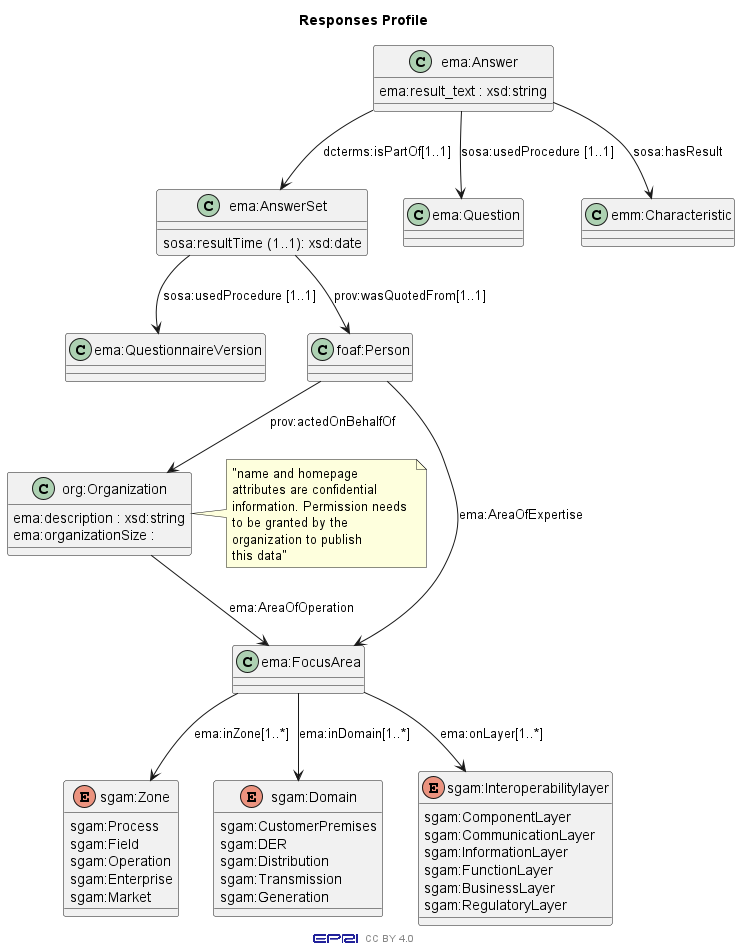 Responses Profile
C ema:Answer
ema:result_text : xsd:string
dcterms:isPartOf[1..1]
sosa:usedProcedure [1..1]
sosa:hasResult
C ema:AnswerSet
sosa:resultTime (1..1): xsd:date
C ema:Question
C emm:Characteristic
sosa:usedProcedure [1..1]
prov:wasQuotedFrom[1..1]
C ema:QuestionnaireVersion
C foaf:Person
prov:actedOnBehalfOf
C org:Organization
ema:description : xsd:string
ema:organizationSize :
"name and homepage
attributes are confidential
information. Permission needs
to be granted by the
organization to publish
this data"
ema:AreaOfExpertise
ema:AreaOfOperation
C ema:FocusArea
ema:inZone[1..*]
ema:inDomain[1..*]
ema:onLayer[1..*]
E sgam:Zone
sgam:Process
sgam:Field
sgam:Operation
sgam:Enterprise
sgam:Market
E sgam:Domain
sgam:CustomerPremises
sgam:DER
sgam:Distribution
sgam:Transmission
sgam:Generation
E sgam:Interoperabilitylayer
sgam:ComponentLayer
sgam:CommunicationLayer
sgam:InformationLayer
sgam:FunctionLayer
sgam:BusinessLayer
sgam:RegulatoryLayer
EPRI CC BY 4.0